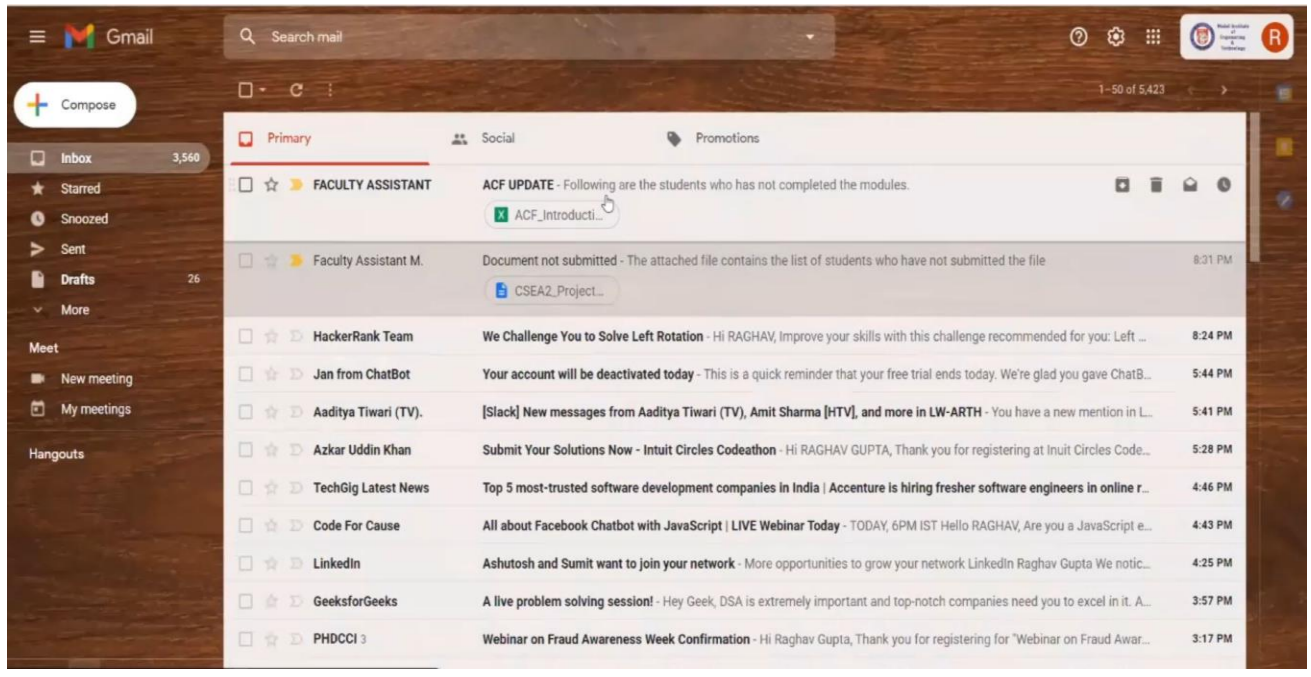 Gmail
Search mail
Compose
1-50 of 5,423
Inbox 3,560
Starred
Snoozed
Sent
Drafts 26
More
Meet
New meeting
My meetings
Hangouts
Primary Social Promotions
FACULTY ASSISTANT ACF UPDATE - Following are the students who has not completed the modules.
X ACF_Introducti...
Faculty Assistant M. Document not submitted - The attached file contains the list of students who have not submitted the file 8:31 PM
CSEA2_Project...
HackerRank Team We Challenge You to Solve Left Rotation - Hi RAGHAV, Improve your skills with this challenge recommended for you: Left ... 8:24 PM
Jan from ChatBot Your account will be deactivated today - This is a quick reminder that your free trial ends today. We're glad you gave ChatB... 5:44 PM
Aaditya Tiwari (TV). [Slack] New messages from Aaditya Tiwari (TV), Amit Sharma [HTV], and more in LW-ARTH - You have a new mention in L... 5:41 PM
Azkar Uddin Khan Submit Your Solutions Now - Intuit Circles Codeathon - Hi RAGHAV GUPTA, Thank you for registering at Inuit Circles Code... 5:28 PM
TechGig Latest News Top 5 most-trusted software development companies in India | Accenture is hiring fresher software engineers in online r... 4:46 PM
Code For Cause All about Facebook Chatbot with JavaScript | LIVE Webinar Today - TODAY, 6PM IST Hello RAGHAV, Are you a JavaScript e... 4:43 PM
LinkedIn Ashutosh and Sumit want to join your network - More opportunities to grow your network LinkedIn Raghav Gupta We notic... 4:25 PM
GeeksforGeeks A live problem solving session! - Hey Geek, DSA is extremely important and top-notch companies need you to excel in it. A... 3:57 PM
PHDCCI 3 Webinar on Fraud Awareness Week Confirmation - Hi Raghav Gupta, Thank you for registering for "Webinar on Fraud Awar... 3:17 PM
R